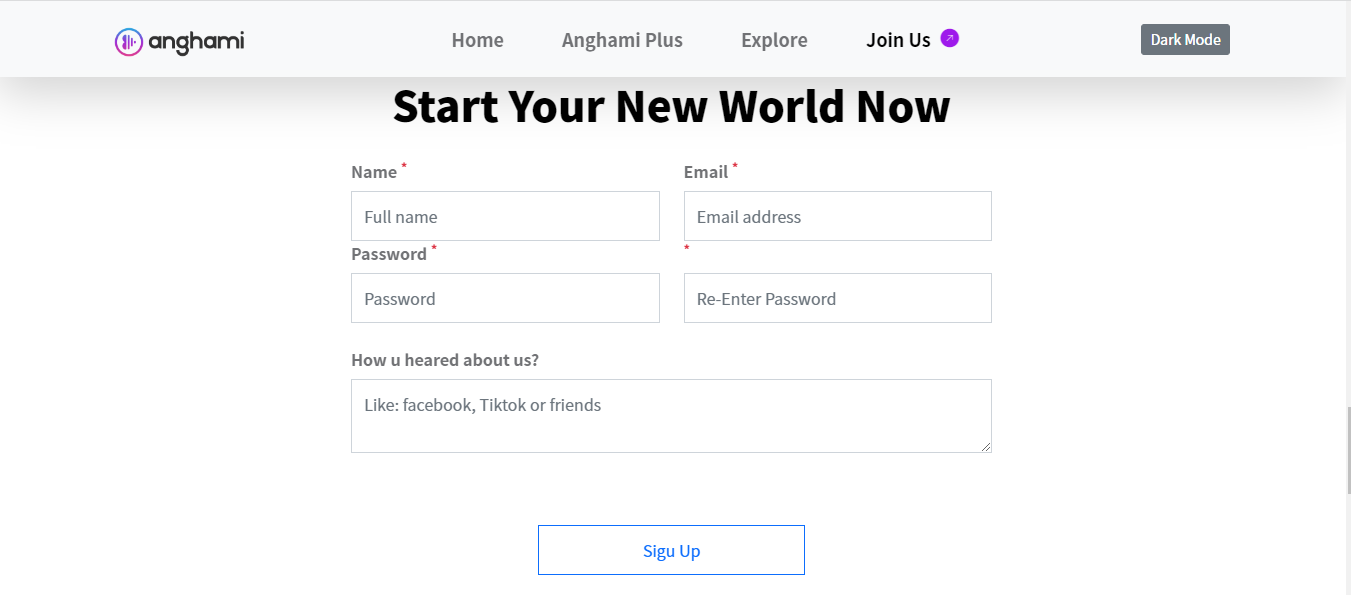 anghami Home Anghami Plus Explore Join Us Dark Mode
Start Your New World Now
Name * Email *
Full name Email address
Password * *
Password Re-Enter Password
How u heared about us?
Like: facebook, Tiktok or friends
Sigu Up